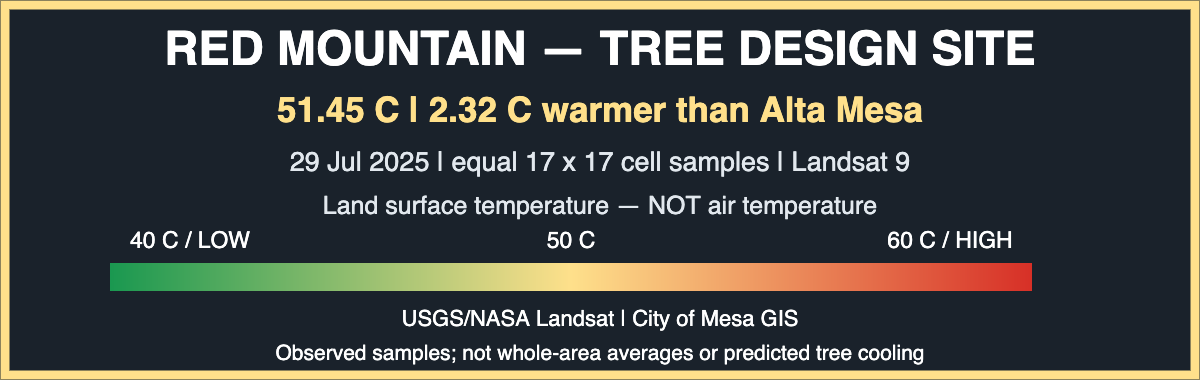 RED MOUNTAIN — TREE DESIGN SITE
51.45 C | 2.32 C warmer than Alta Mesa
29 Jul 2025 | equal 17 x 17 cell samples | Landsat 9
Land surface temperature — NOT air temperature
40 C / LOW 50 C 60 C / HIGH
USGS/NASA Landsat | City of Mesa GIS
Observed samples; not whole-area averages or predicted tree cooling